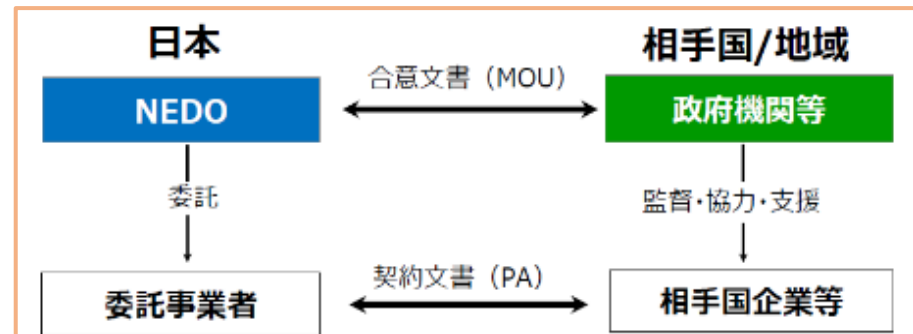 日本
相手国/地域
合意文書（MOU）
NEDO
政府機関等
委託
監督･協力･支援
契約文書（PA）
委託事業者
相手国企業等